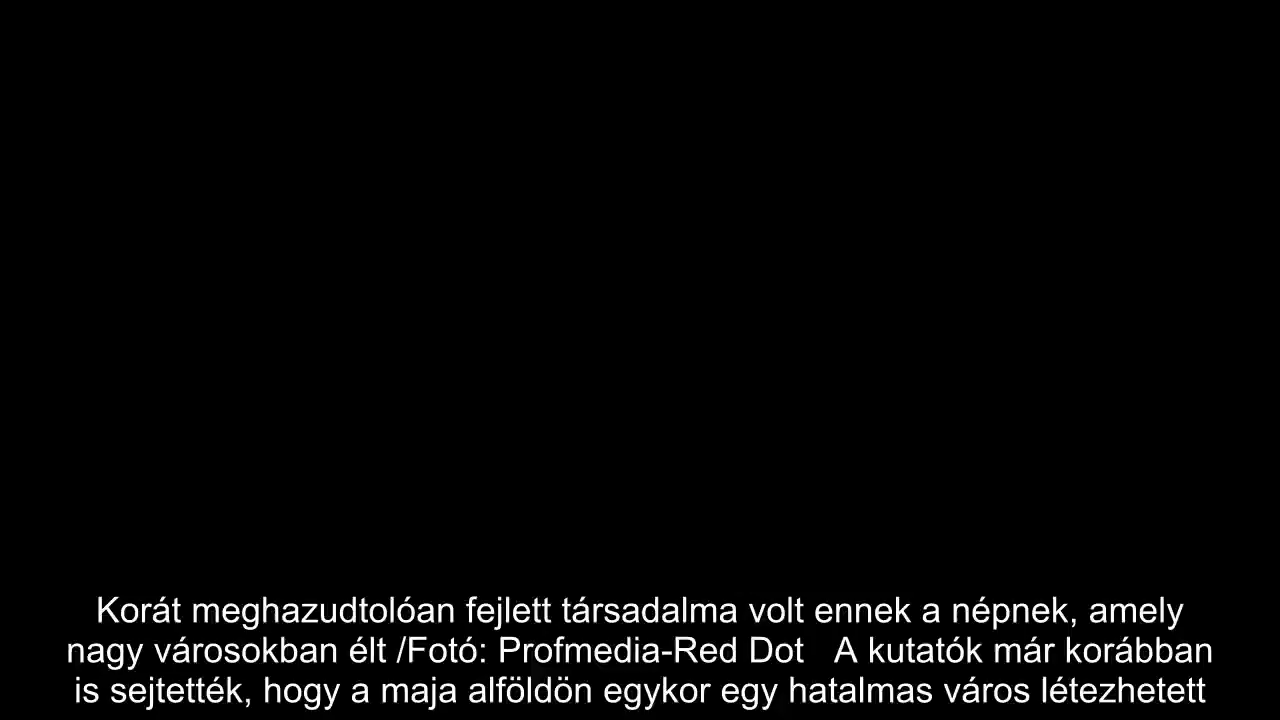 Korát meghazudtolóan fejlett társadalma volt ennek a népnek, amely
nagy városokban élt /Fotó: Profmedia-Red Dot   A kutatók már korábban
is sejtették, hogy a maja alföldön egykor egy hatalmas város létezhetett